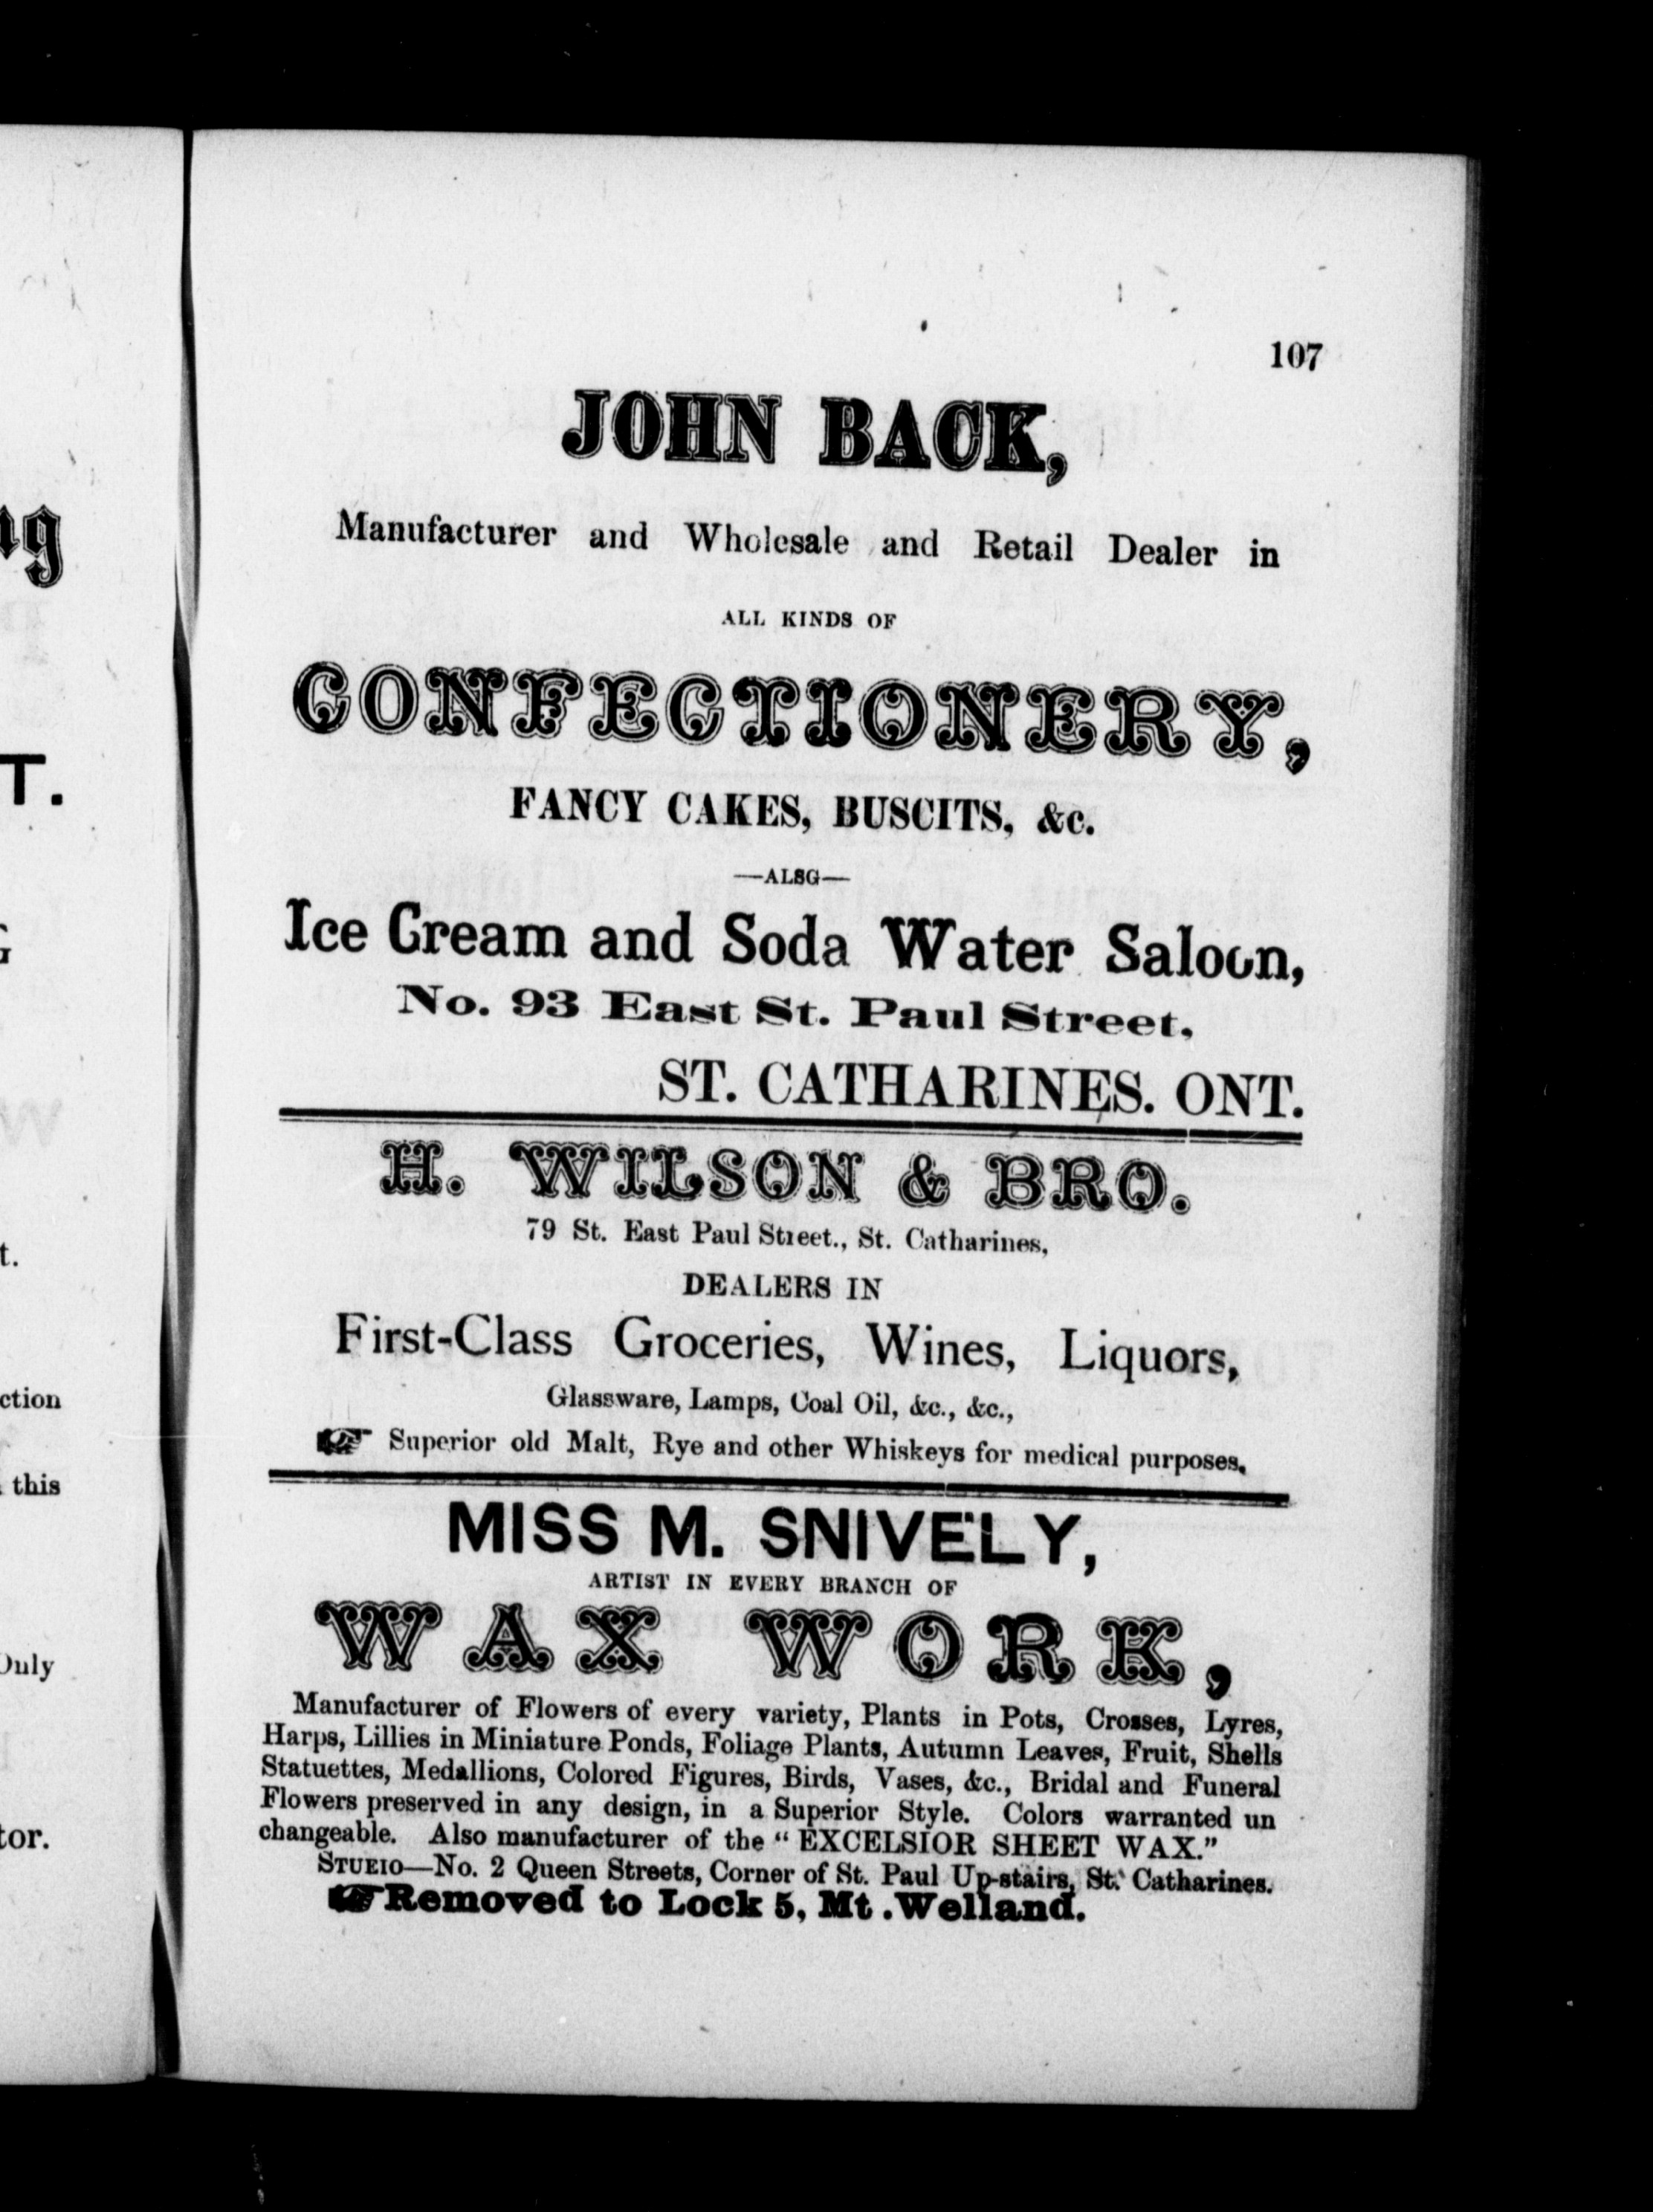 107
JOHN BACK,
Manufacturer and Wholesale and Retail Dealer in
ALL KINDS OF
CONFECTIONERY,
FANCY CAKES, BUSCITS, &c.
—ALSG—
Ice Cream and Soda Water Saloon,
No. 93 East St. Paul Street,
ST. CATHARINES. ONT.
H. WILSON & BRO.
79 St. East Paul Street., St. Catharines,
DEALERS IN
First-Class Groceries, Wines, Liquors,
Glassware, Lamps, Coal Oil, &c., &c.,
☞ Superior old Malt, Rye and other Whiskeys for medical purposes.
MISS M. SNIVELY,
ARTIST IN EVERY BRANCH OF
WAX WORK,
Manufacturer of Flowers of every variety, Plants in Pots, Crosses, Lyres,
Harps, Lillies in Miniature Ponds, Foliage Plants, Autumn Leaves, Fruit, Shells
Statuettes, Medallions, Colored Figures, Birds, Vases, &c., Bridal and Funeral
Flowers preserved in any design, in a Superior Style. Colors warranted un
changeable. Also manufacturer of the "EXCELSIOR SHEET WAX."
STUEIO—No. 2 Queen Streets, Corner of St. Paul Up-stairs, St. Catharines.
☞Removed to Lock 5, Mt .Welland.
ng
T.
t.
ction
this
Only
tor.